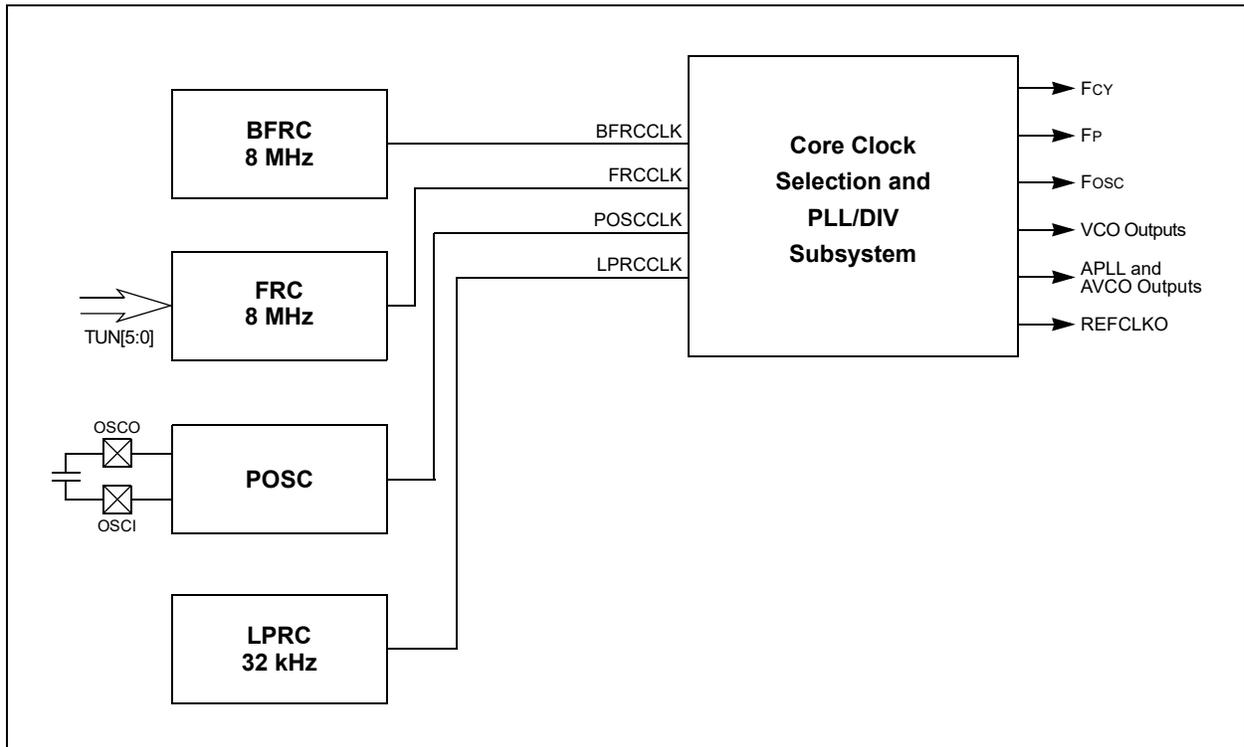 BFRC
8 MHz
FRC
8 MHz
TUN[5:0]
OSCO
OSCI
POSC
LPRC
32 kHz
BFRCCLK
FRCCLK
POSCCLK
LPRCCLK
Core Clock
Selection and
PLL/DIV
Subsystem
FCY
FP
FOSC
VCO Outputs
APLL and
AVCO Outputs
REFCLKO